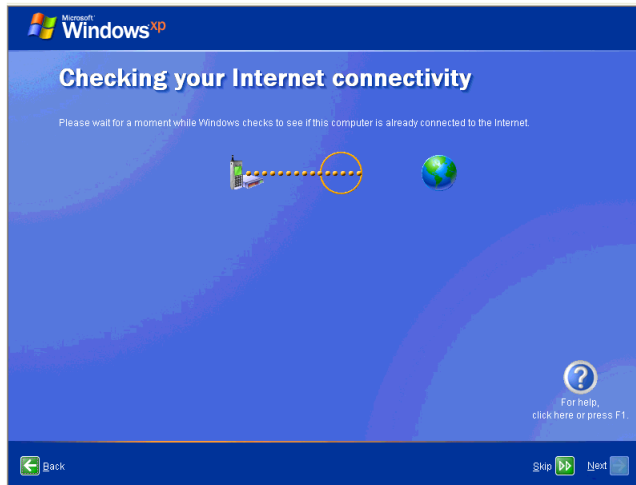 Microsoft
Windows xp
Checking your Internet connectivity
Please wait for a moment while Windows checks to see if this computer is already connected to the Internet.
?
For help,
click here or press F1.
Back
Skip
Next